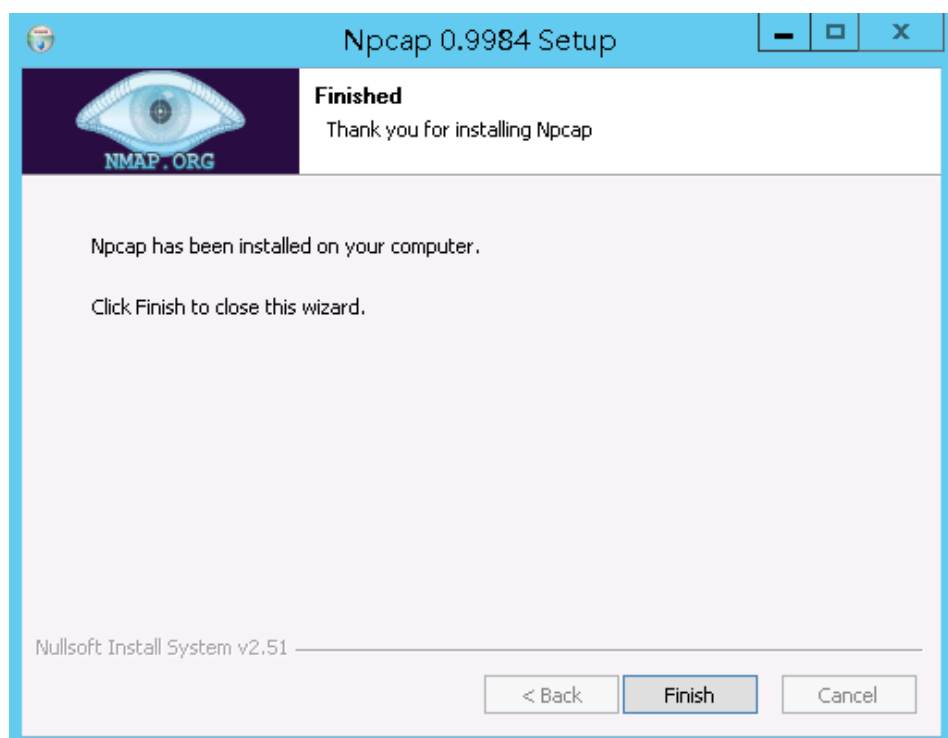 Npcap 0.9984 Setup
NMAP.ORG
Finished
Thank you for installing Npcap
Npcap has been installed on your computer.
Click Finish to close this wizard.
Nullsoft Install System v2.51
< Back
Finish
Cancel